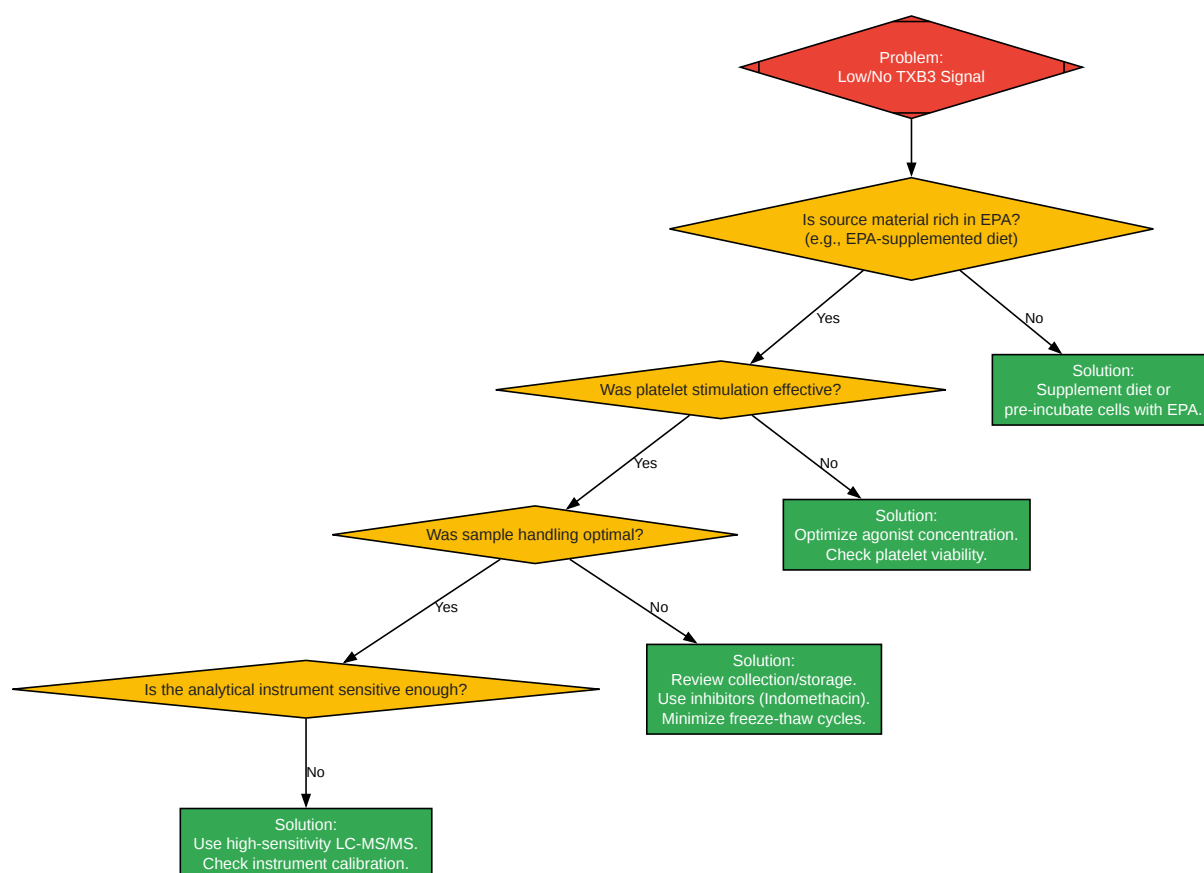 Problem:
Low/No TXB3 Signal
Is source material rich in EPA?
(e.g., EPA-supplemented diet)
Yes
No
Solution:
Supplement diet or
pre-incubate cells with EPA.
Was platelet stimulation effective?
Yes
No
Solution:
Optimize agonist concentration.
Check platelet viability.
Was sample handling optimal?
Yes
No
Solution:
Review collection/storage.
Use inhibitors (Indomethacin).
Minimize freeze-thaw cycles.
Is the analytical instrument sensitive enough?
No
Solution:
Use high-sensitivity LC-MS/MS.
Check instrument calibration.